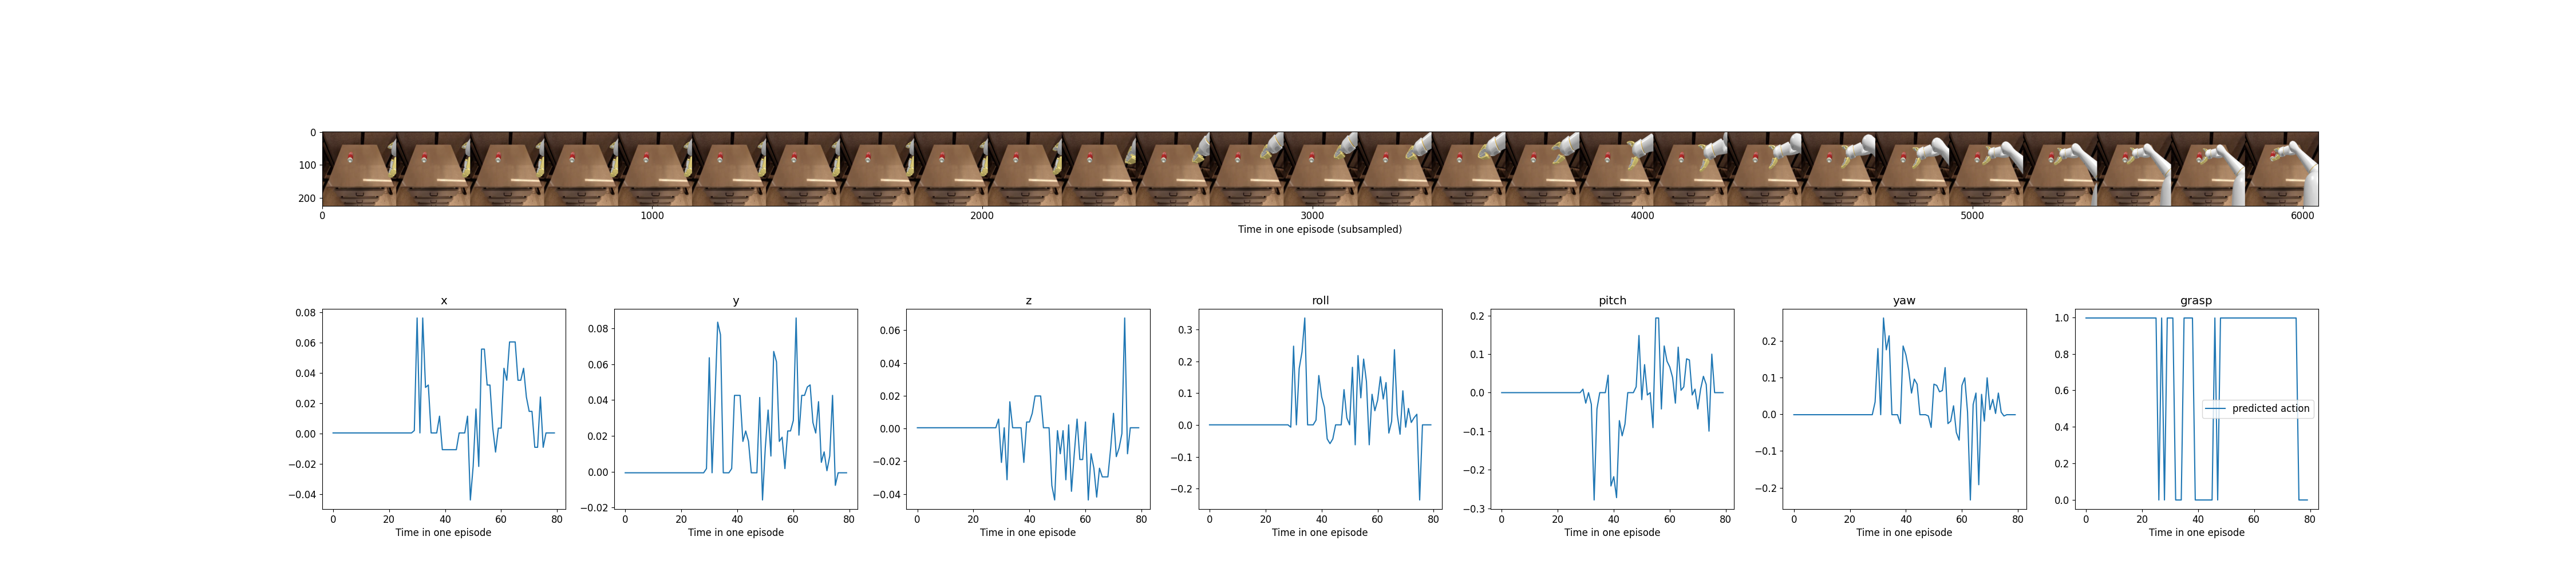 0
100
200
0 1000 2000 3000 4000 5000 6000
Time in one episode (subsampled)
x
0.08
0.06
0.04
0.02
0.00
−0.02
−0.04
0 20 40 60 80
Time in one episode
y
0.08
0.06
0.04
0.02
0.00
−0.02
0 20 40 60 80
Time in one episode
z
0.06
0.04
0.02
0.00
−0.02
−0.04
0 20 40 60 80
Time in one episode
roll
0.3
0.2
0.1
0.0
−0.1
−0.2
0 20 40 60 80
Time in one episode
pitch
0.2
0.1
0.0
−0.1
−0.2
−0.3
0 20 40 60 80
Time in one episode
yaw
0.2
0.1
0.0
−0.1
−0.2
0 20 40 60 80
Time in one episode
grasp
1.0
0.8
0.6
0.4
0.2
0.0
predicted action
0 20 40 60 80
Time in one episode